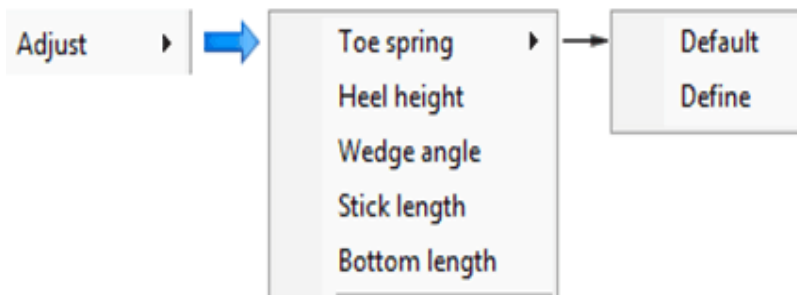 Adjust
Toe spring
Heel height
Wedge angle
Stick length
Bottom length
Default
Define